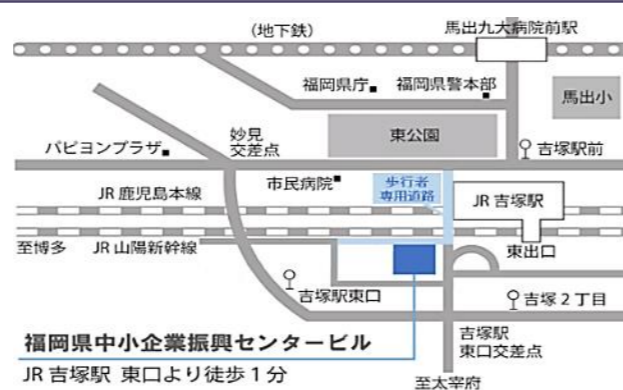 (地下鉄)
馬出九大病院前駅
福岡県庁
福岡県警本部
馬出小
東公園
妙見
交差点
パピヨンプラザ
吉塚駅前
市民病院
歩行者
専用道路
JR 鹿児島本線
JR 吉塚駅
至博多
JR 山陽新幹線
東出口
吉塚駅東口
吉塚2丁目
福岡県中小企業振興センタービル
JR 吉塚駅 東口より徒歩1分
吉塚駅
東口交差点
至太宰府